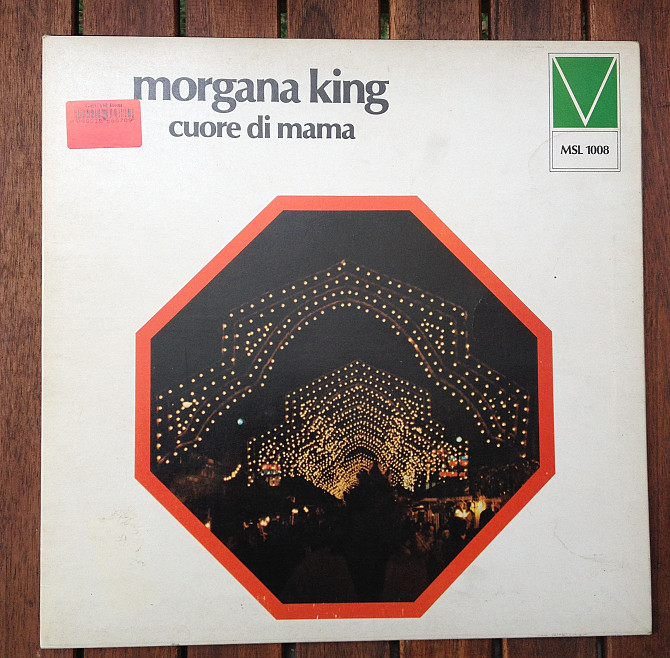 morgana king
cuore di mama
MSL 1008